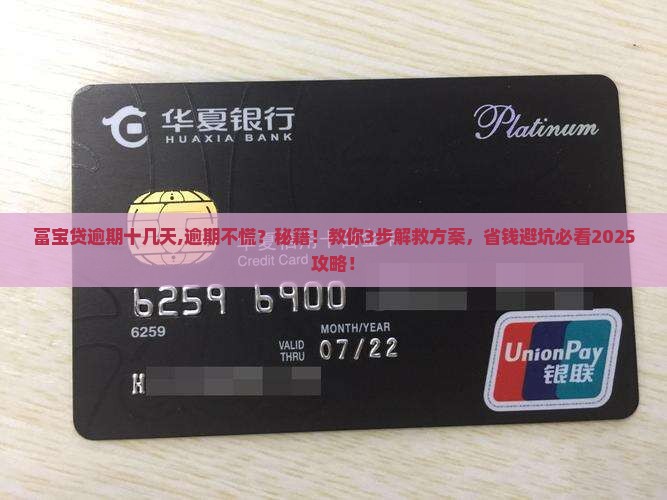 华夏银行
HUAXIA BANK
Platinum
富宝贷逾期十几天,逾期不慌？秘籍！教你3步解救方案，省钱避坑必看2025
攻略！
Credit Card
6259 6900
6259
MONTH/YEAR
VALID
THRU
07/22
H
UnionPay
银联